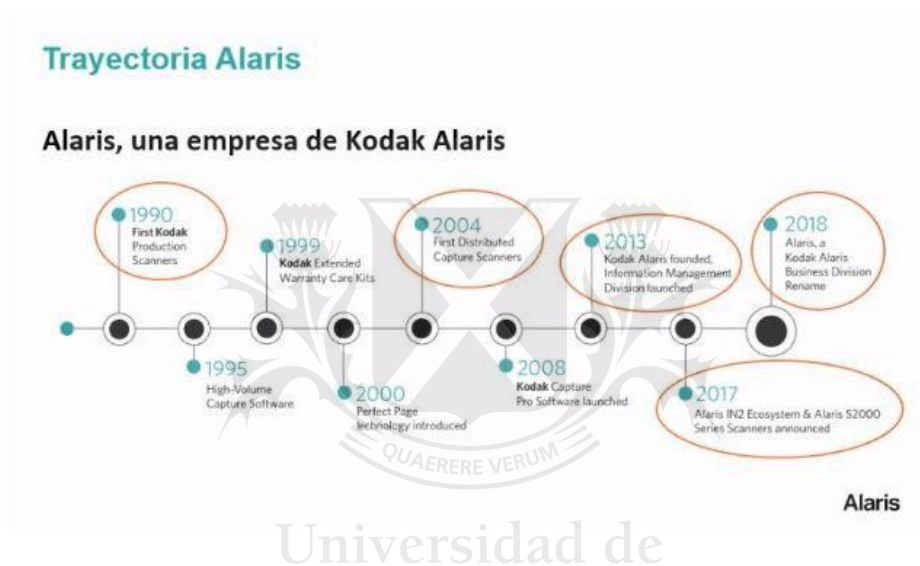 Trayectoria Alaris
Alaris, una empresa de Kodak Alaris
1990
First Kodak
Production
Scanners
1999
Kodak Extended
Warranty Care Kits
2004
First Distributed
Capture Scanners
2013
Kodak Alaris founded,
Information Management
Division launched
2018
Alaris, a
Kodak Alaris
Business Division
Rename
1995
High-Volume
Capture Software
2000
Perfect Page
technology introduced
2008
Kodak Capture
Pro Software launched
2017
Alaris IN2 Ecosystem & Alaris S2000
Series Scanners announced
QUAERERE VERUM
Alaris
Universidad de